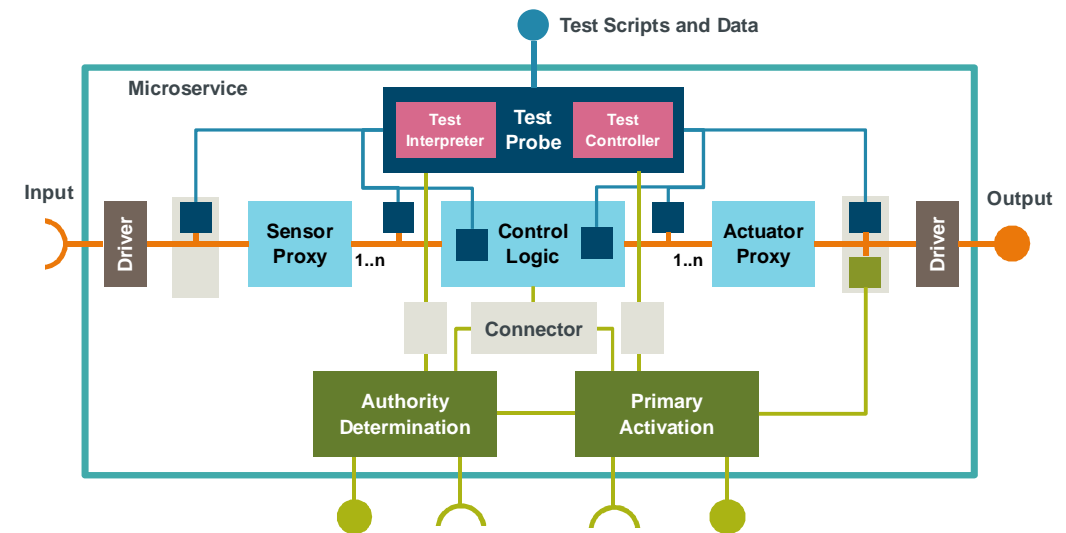 Test Scripts and Data
Microservice
Test
Interpreter
Test
Probe
Test
Controller
Input
Output
Driver
Sensor
Proxy
1..n
Control
Logic
1..n
Actuator
Proxy
Driver
Connector
Authority
Determination
Primary
Activation